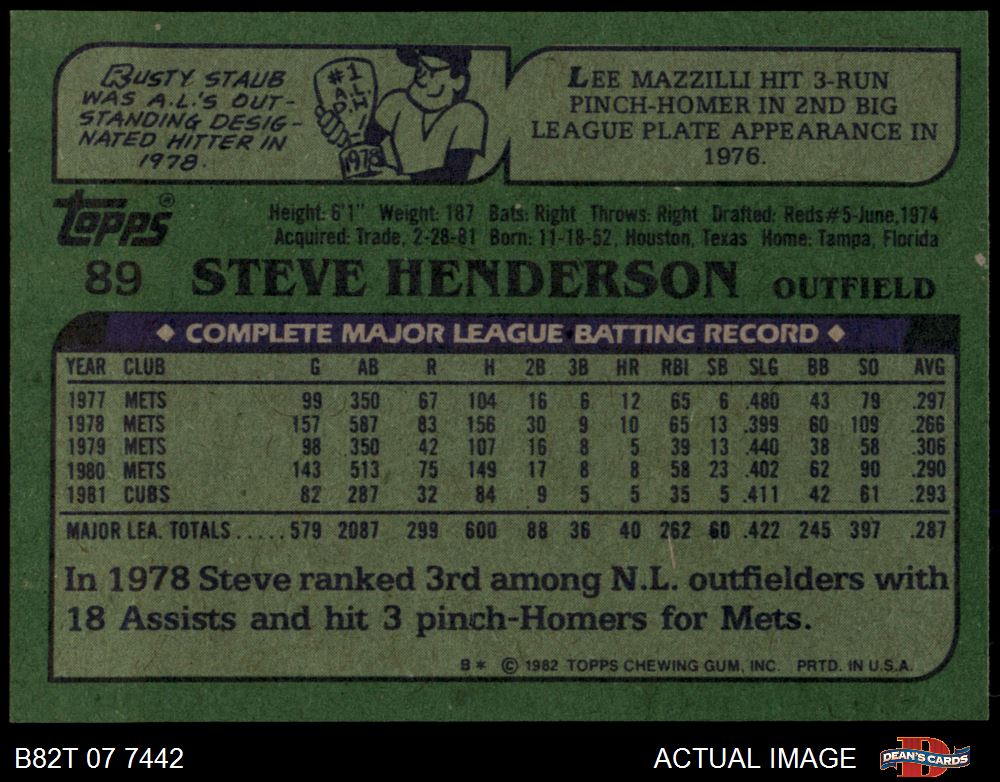 RUSTY STAUB
WAS A.L.'S OUT-
STANDING DESIG-
NATED HITTER IN
1978.
#1
A.L.
D.H.
1978
LEE MAZZILLI HIT 3-RUN
PINCH-HOMER IN 2ND BIG
LEAGUE PLATE APPEARANCE IN
1976.
Topps®
Height: 6'1" Weight: 187 Bats: Right Throws: Right Drafted: Reds #5-June, 1974
Acquired: Trade, 2-28-81 Born: 11-18-52, Houston, Texas Home: Tampa, Florida
89 STEVE HENDERSON OUTFIELD
◆ COMPLETE MAJOR LEAGUE BATTING RECORD ◆
YEAR CLUB G AB R H 2B 3B HR RBI SB SLG BB SO AVG
1977 METS 99 350 67 104 16 6 12 65 6 .480 43 79 .297
1978 METS 157 587 83 156 30 9 10 65 13 .399 60 109 .266
1979 METS 98 350 42 107 16 8 5 39 13 .440 38 58 .306
1980 METS 143 513 75 149 17 8 8 58 23 .402 62 90 .290
1981 CUBS 82 287 32 84 9 5 5 35 5 .411 42 61 .293
MAJOR LEA. TOTALS ..... 579 2087 299 600 88 36 40 262 60 .422 245 397 .287
In 1978 Steve ranked 3rd among N.L. outfielders with
18 Assists and hit 3 pinch-Homers for Mets.
B* © 1982 TOPPS CHEWING GUM, INC. PRTD. IN U.S.A.
B82T 07 7442 ACTUAL IMAGE D DEAN'S CARDS